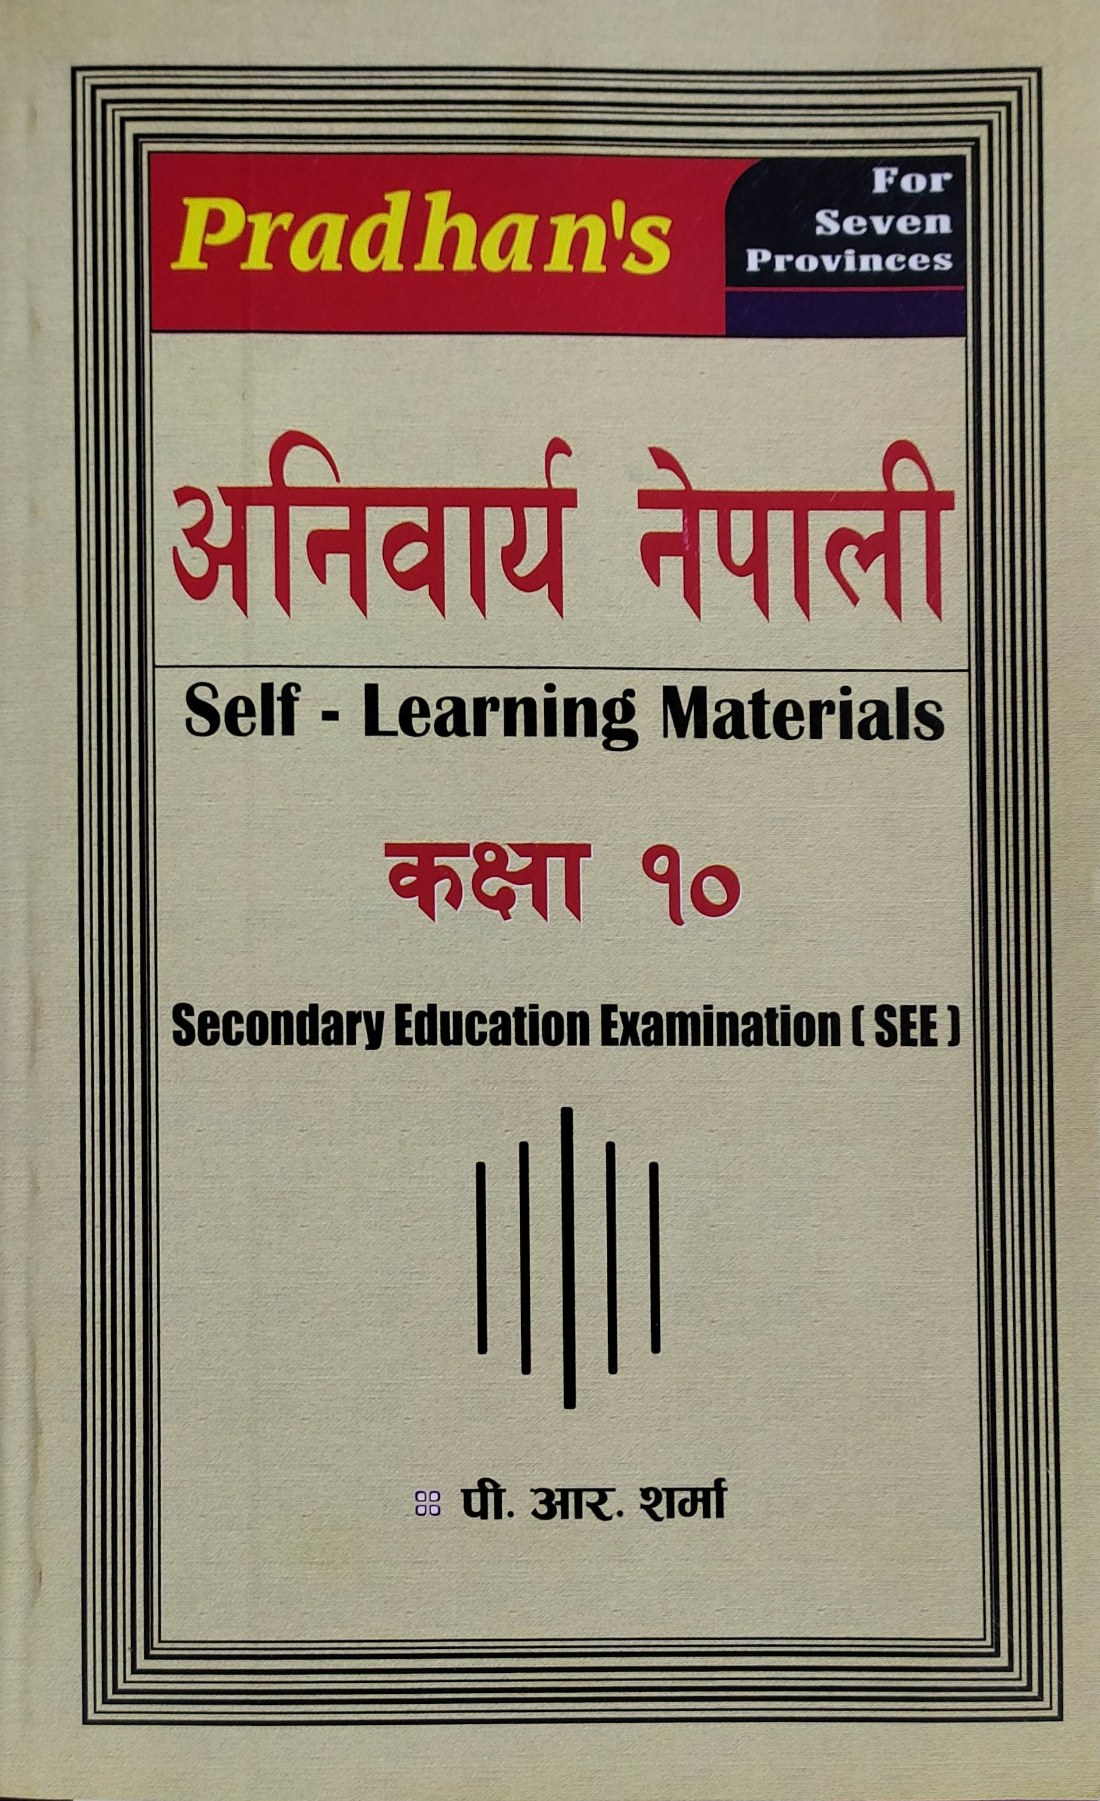 Pradhan's
For
Seven
Provinces
अनिवार्य नेपाली
Self - Learning Materials
कक्षा १०
Secondary Education Examination ( SEE )
पी. आर. शर्मा